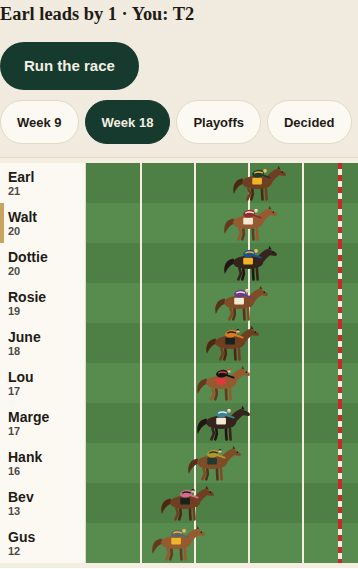 Earl leads by 1 · You: T2
Run the race
Week 9
Week 18
Playoffs
Decided
Earl
21
Walt
20
Dottie
20
Rosie
19
June
18
Lou
17
Marge
17
Hank
16
Bev
13
Gus
12